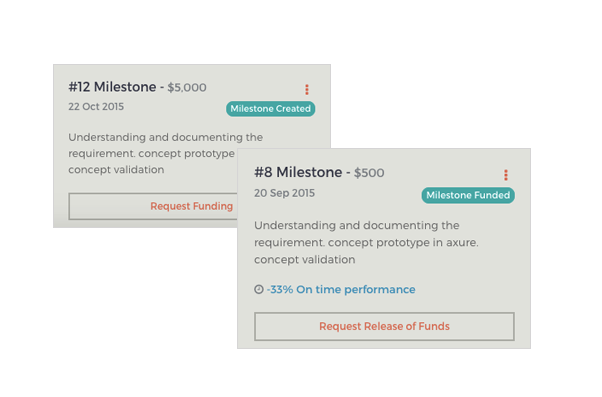 #12 Milestone - $5,000
22 Oct 2015
Milestone Created
Understanding and documenting the
requirement. concept prototype
concept validation
Request Funding
#8 Milestone - $500
20 Sep 2015
Milestone Funded
Understanding and documenting the
requirement. concept prototype in axure.
concept validation
-33% On time performance
Request Release of Funds